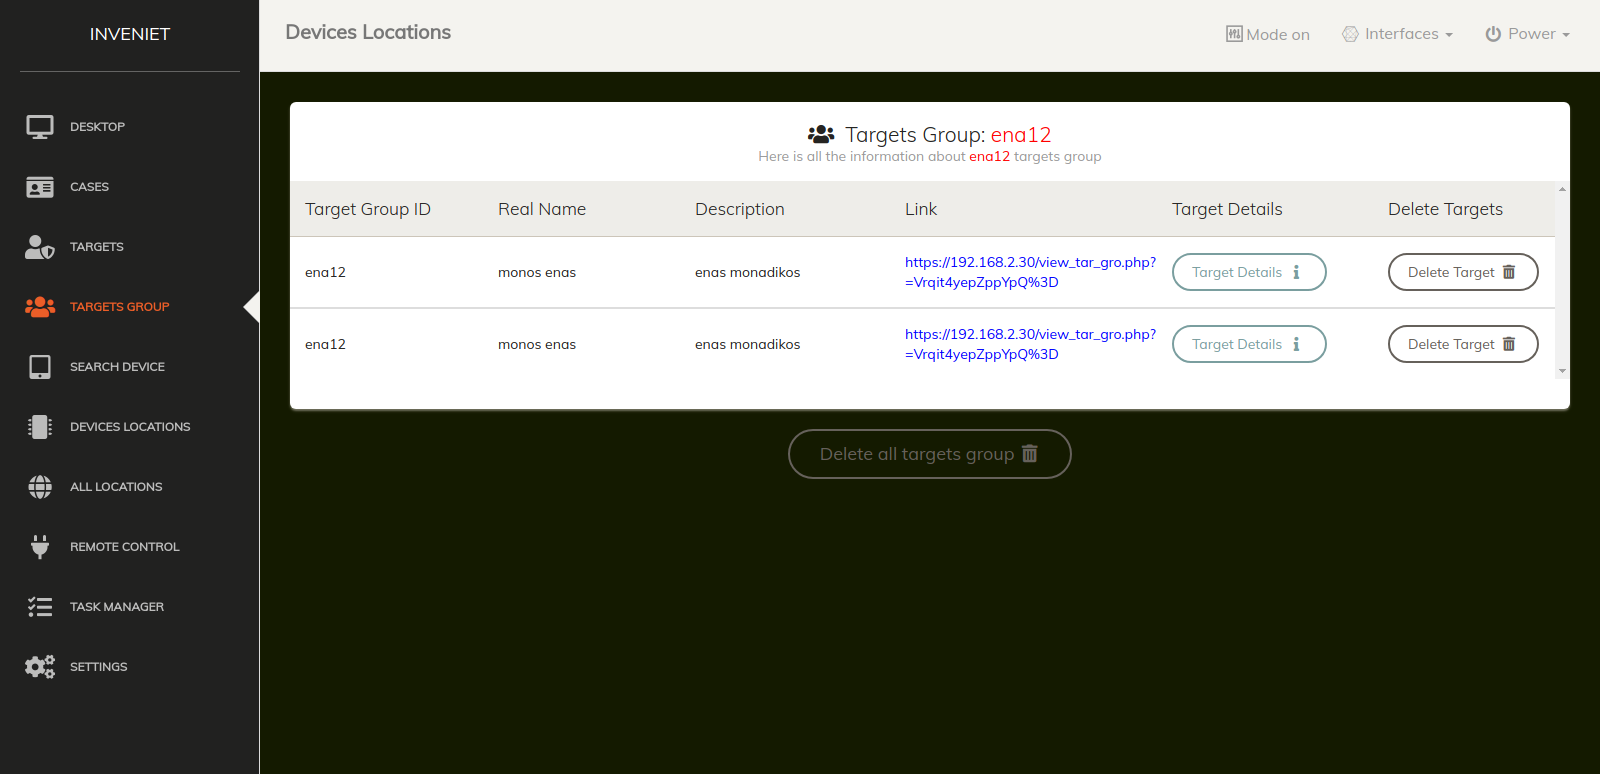 INVENIET
Devices Locations
Mode on
Interfaces
Power
DESKTOP
CASES
TARGETS
TARGETS GROUP
SEARCH DEVICE
DEVICES LOCATIONS
ALL LOCATIONS
REMOTE CONTROL
TASK MANAGER
SETTINGS
Targets Group: ena12
Here is all the information about ena12 targets group
Target Group ID Real Name Description Link Target Details Delete Targets
ena12 monos enas enas monadikos https://192.168.2.30/view_tar_gro.php? Target Details Delete Target
=Vrqit4yepZppYpQ%3D
ena12 monos enas enas monadikos https://192.168.2.30/view_tar_gro.php? Target Details Delete Target
=Vrqit4yepZppYpQ%3D
Delete all targets group